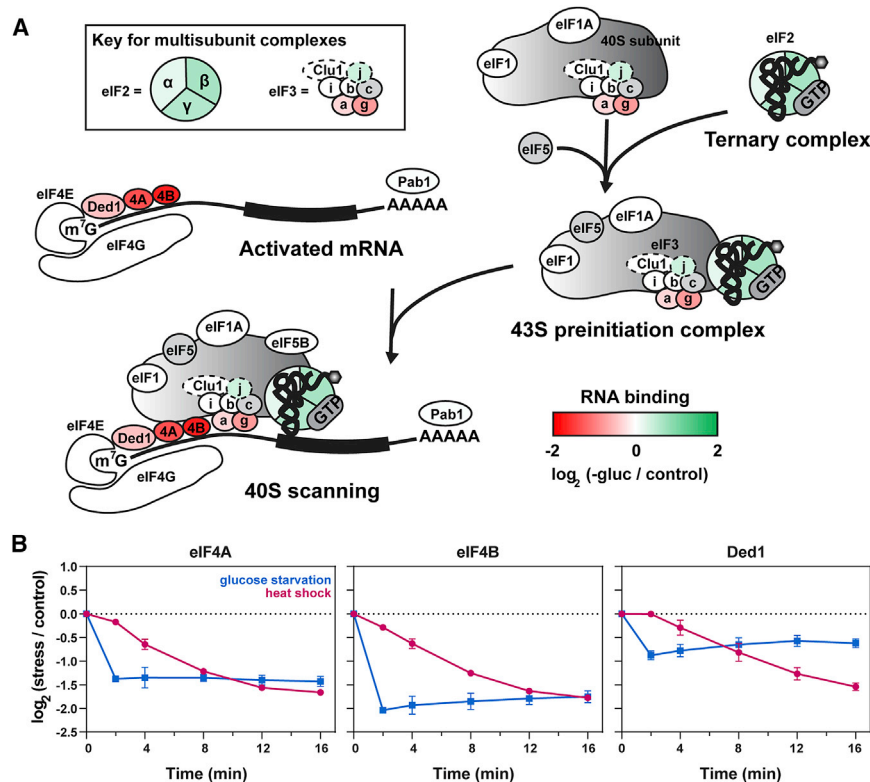 A
Key for multisubunit complexes
eIF2 =
α
β
γ
eIF3 =
Clu1
j
i
b
c
a
g
eIF1A
40S subunit
eIF1
Clu1
j
i
b
c
a
g
eIF2
GTP
Ternary complex
eIF5
eIF4E
Ded1
4A
4B
m7G
eIF4G
Pab1
AAAAA
Activated mRNA
eIF1A
eIF5
eIF3
eIF1
Clu1
j
i
b
c
a
g
GTP
43S preinitiation complex
eIF1A
eIF5
eIF5B
eIF1
Clu1
j
i
b
c
a
g
GTP
eIF4E
Ded1
4A
4B
m7G
eIF4G
Pab1
AAAAA
40S scanning
RNA binding
-2
0
2
log2 (-gluc / control)
B
eIF4A
eIF4B
Ded1
glucose starvation
heat shock
log2 (stress / control)
1.0
0.5
0.0
-0.5
-1.0
-1.5
-2.0
-2.5
0 4 8 12 16
0 4 8 12 16
0 4 8 12 16
Time (min)
Time (min)
Time (min)